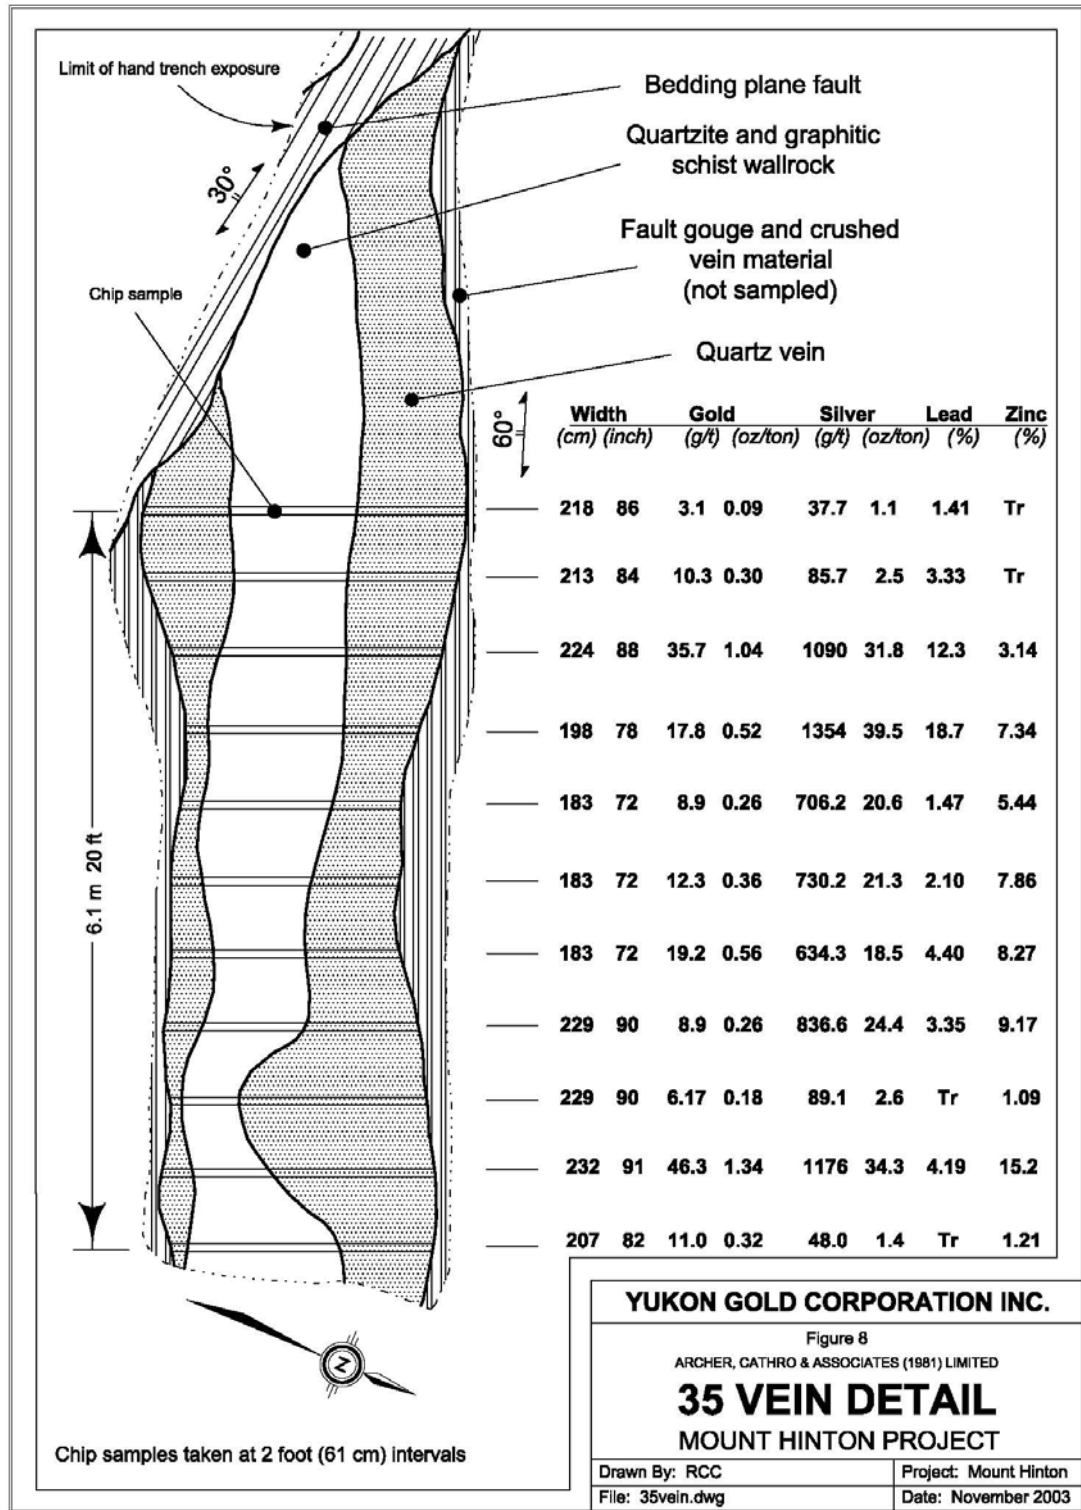 Limit of hand trench exposure
Bedding plane fault
Quartzite and graphitic
schist wallrock
30°
Fault gouge and crushed
vein material
(not sampled)
Chip sample
Quartz vein
60°
Width Gold Silver Lead Zinc
(cm) (inch) (g/t) (oz/ton) (g/t) (oz/ton) (%) (%)
218 86 3.1 0.09 37.7 1.1 1.41 Tr
213 84 10.3 0.30 85.7 2.5 3.33 Tr
224 88 35.7 1.04 1090 31.8 12.3 3.14
198 78 17.8 0.52 1354 39.5 18.7 7.34
183 72 8.9 0.26 706.2 20.6 1.47 5.44
183 72 12.3 0.36 730.2 21.3 2.10 7.86
183 72 19.2 0.56 634.3 18.5 4.40 8.27
229 90 8.9 0.26 836.6 24.4 3.35 9.17
229 90 6.17 0.18 89.1 2.6 Tr 1.09
232 91 46.3 1.34 1176 34.3 4.19 15.2
207 82 11.0 0.32 48.0 1.4 Tr 1.21
6.1 m 20 ft
N
Chip samples taken at 2 foot (61 cm) intervals
YUKON GOLD CORPORATION INC.
Figure 8
ARCHER, CATHRO & ASSOCIATES (1981) LIMITED
35 VEIN DETAIL
MOUNT HINTON PROJECT
Drawn By: RCC Project: Mount Hinton
File: 35vein.dwg Date: November 2003